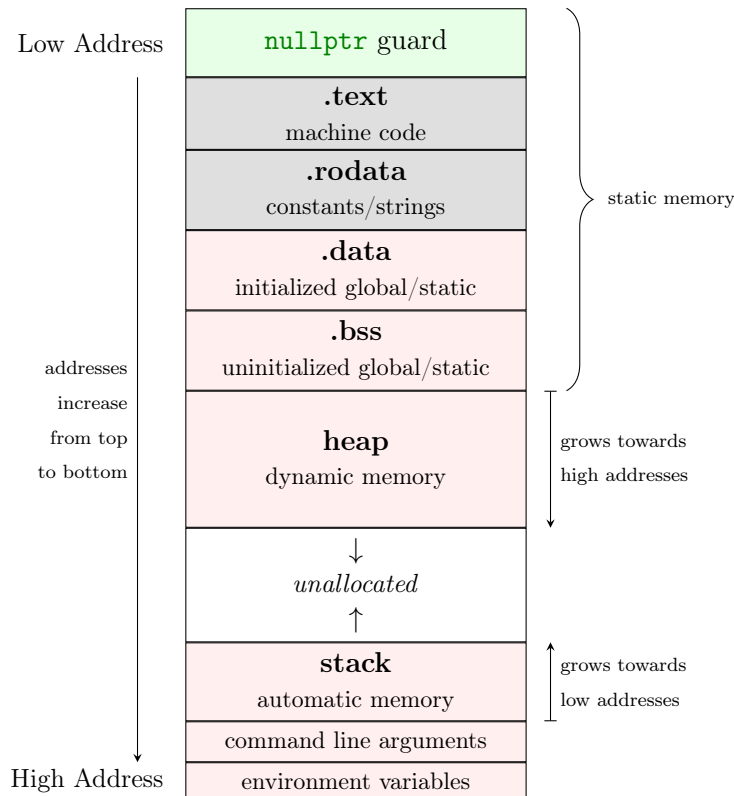 Low Address
nullptr guard
.text
machine code
.rodata
constants/strings
static memory
.data
initialized global/static
.bss
uninitialized global/static
addresses
increase
from top
to bottom
heap
dynamic memory
grows towards
high addresses
↓
unallocated
↑
stack
automatic memory
grows towards
low addresses
command line arguments
High Address
environment variables